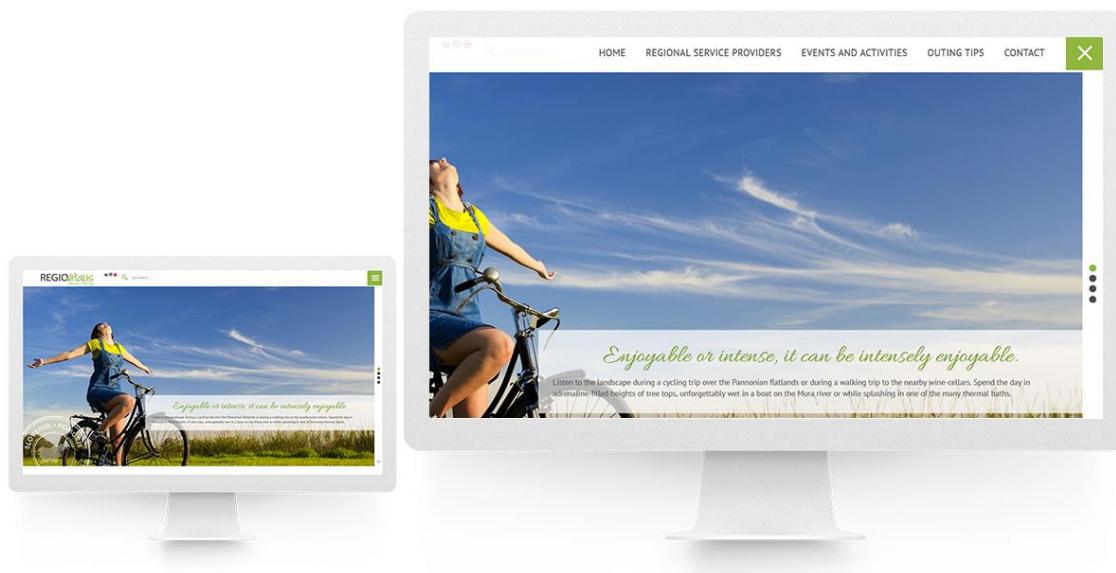 REGIOvitalis
Enjoyable or intense, it can be intensely enjoyable.
HOME REGIONAL SERVICE PROVIDERS EVENTS AND ACTIVITIES OUTING TIPS CONTACT
Enjoyable or intense, it can be intensely enjoyable.
Listen to the landscape during a cycling trip over the Pannonian flatlands or during a walking trip to the nearby wine-cellars. Spend the day in
adrenaline-filled heights of tree tops, unforgettably wet in a boat on the Mura river or while splashing in one of the many thermal baths.